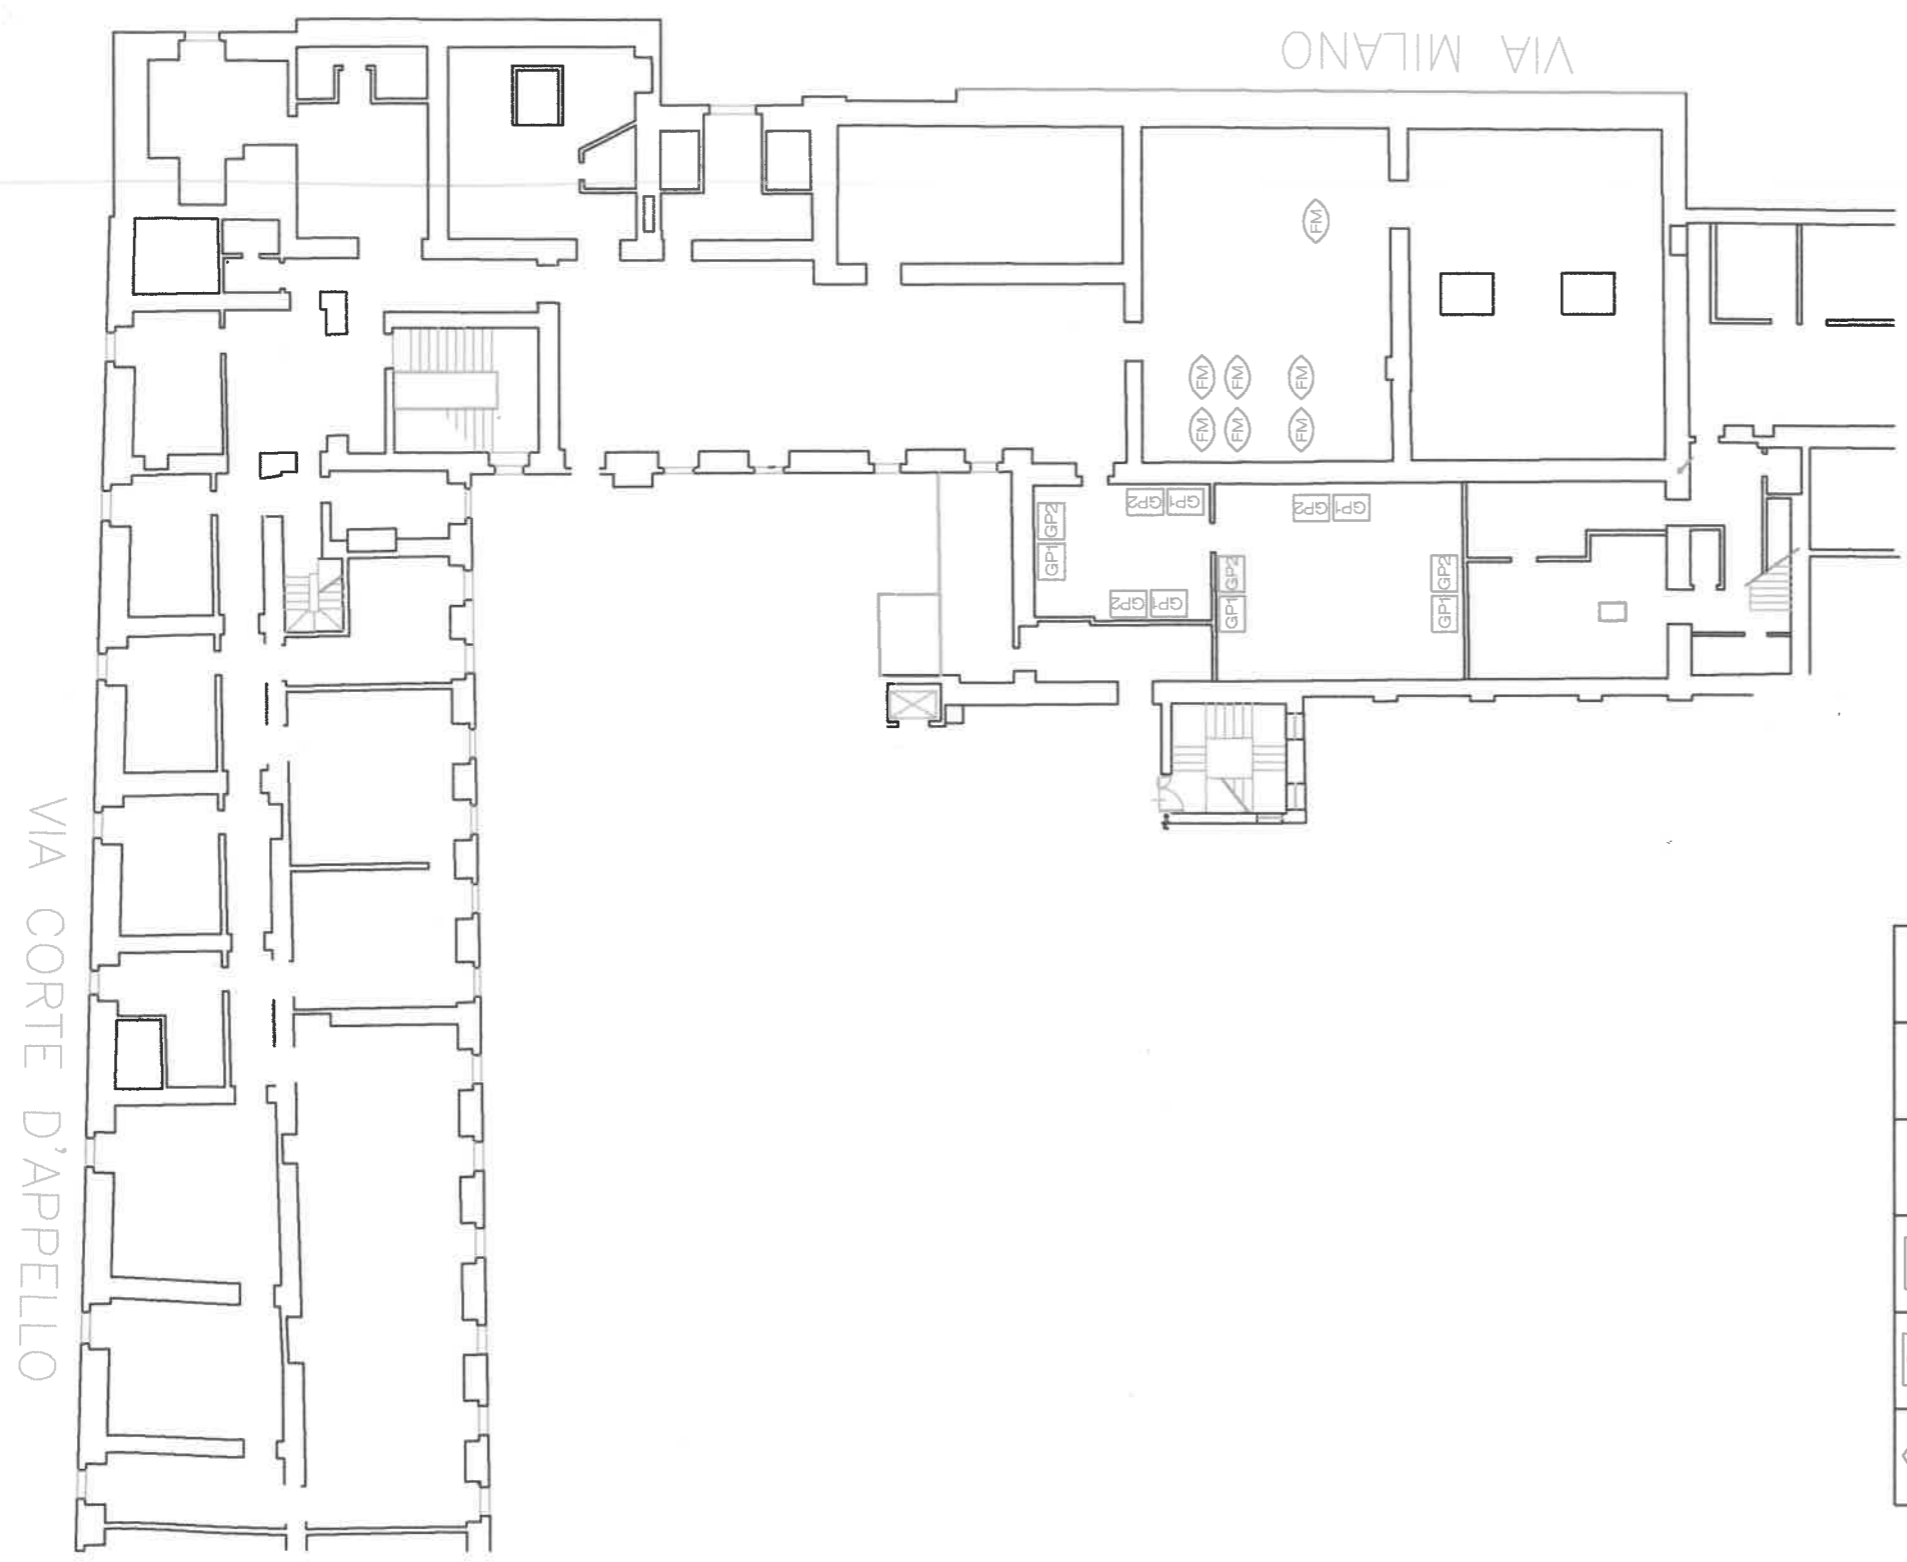 VIA MILANO
FM
FM FM FM
FM FM FM
GP2 GP1
GP2
GP1
GP2 GP1
GP2 GP1
GP2
GP1
GP2
GP1
VIA CORTE D'APPELLO